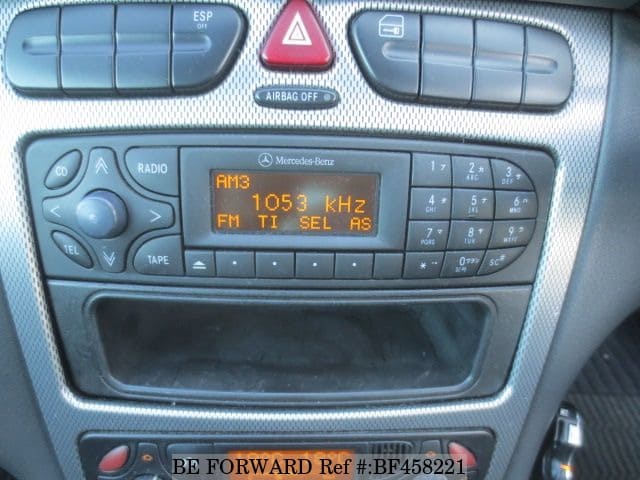 ESP
OFF
AIRBAG OFF
CD
RADIO
Mercedes-Benz
AM3
1053 kHz
FM TI SEL AS
TEL
TAPE
1
2
ABC
3
DEF
4
GHI
5
JKL
6
MNO
7
PQRS
8
TUV
9
WXYZ
*
0
SC
BE FORWARD Ref #:BF458221